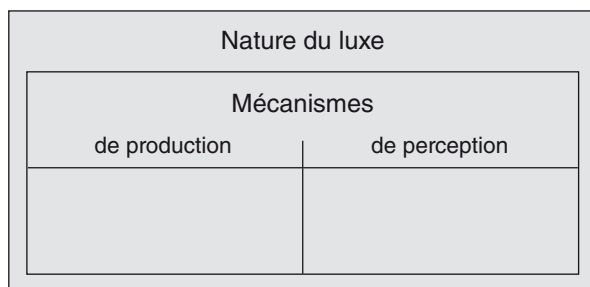 Nature du luxe
Mécanismes
de production
de perception